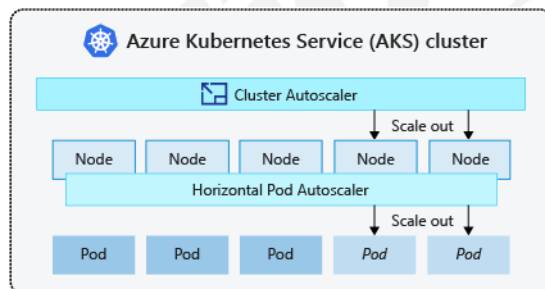 Azure Kubernetes Service (AKS) cluster
Cluster Autoscaler
Scale out
Node Node Node Node Node
Horizontal Pod Autoscaler
Scale out
Pod Pod Pod Pod Pod